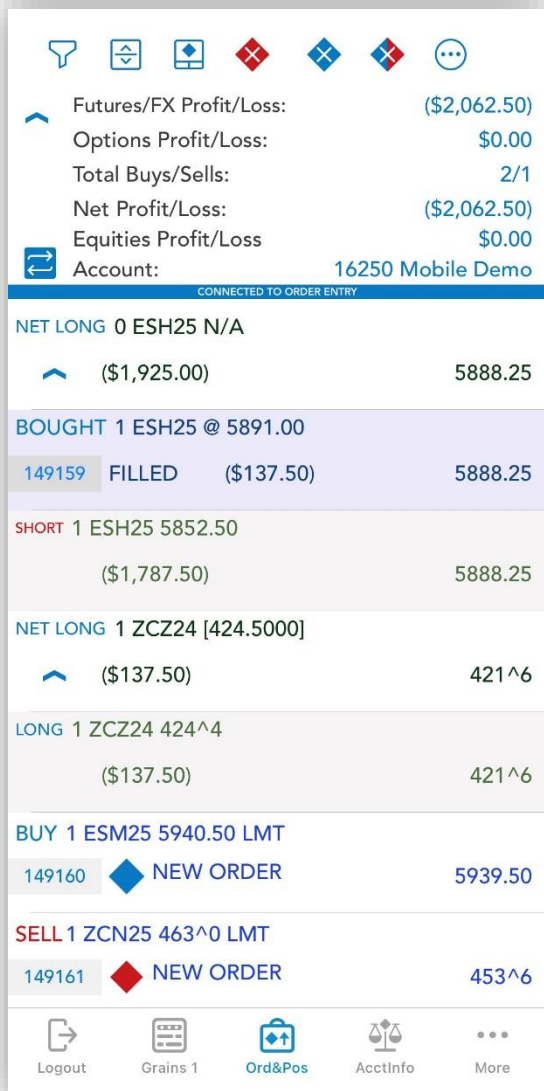 Futures/FX Profit/Loss: ($2,062.50)
Options Profit/Loss: $0.00
Total Buys/Sells: 2/1
Net Profit/Loss: ($2,062.50)
Equities Profit/Loss $0.00
Account: 16250 Mobile Demo
CONNECTED TO ORDER ENTRY
NET LONG 0 ESH25 N/A
($1,925.00) 5888.25
BOUGHT 1 ESH25 @ 5891.00
149159 FILLED ($137.50) 5888.25
SHORT 1 ESH25 5852.50
($1,787.50) 5888.25
NET LONG 1 ZCZ24 [424.5000]
($137.50) 421^6
LONG 1 ZCZ24 424^4
($137.50) 421^6
BUY 1 ESM25 5940.50 LMT
149160 NEW ORDER 5939.50
SELL 1 ZCN25 463^0 LMT
149161 NEW ORDER 453^6
Logout Grains 1 Ord&Pos AcctInfo More